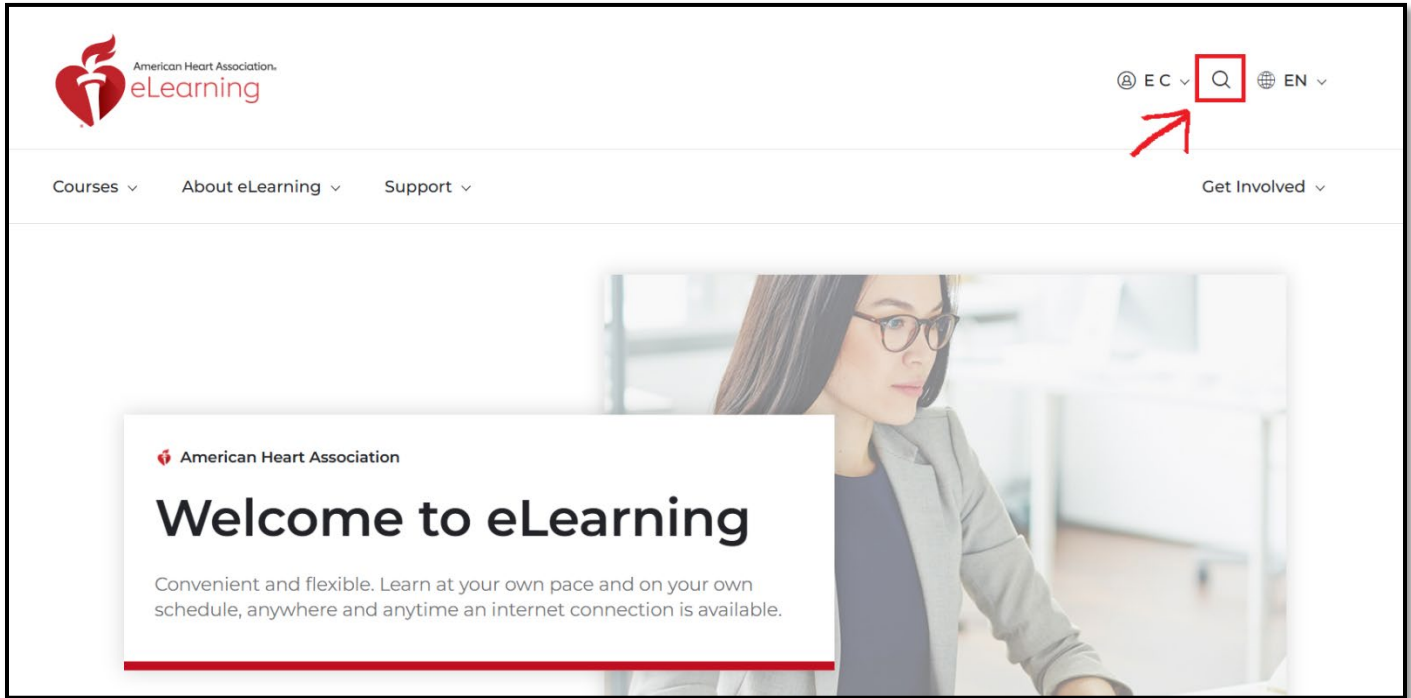 American Heart Association.
eLearning
E C
EN
Courses
About eLearning
Support
Get Involved
American Heart Association
Welcome to eLearning
Convenient and flexible. Learn at your own pace and on your own
schedule, anywhere and anytime an internet connection is available.